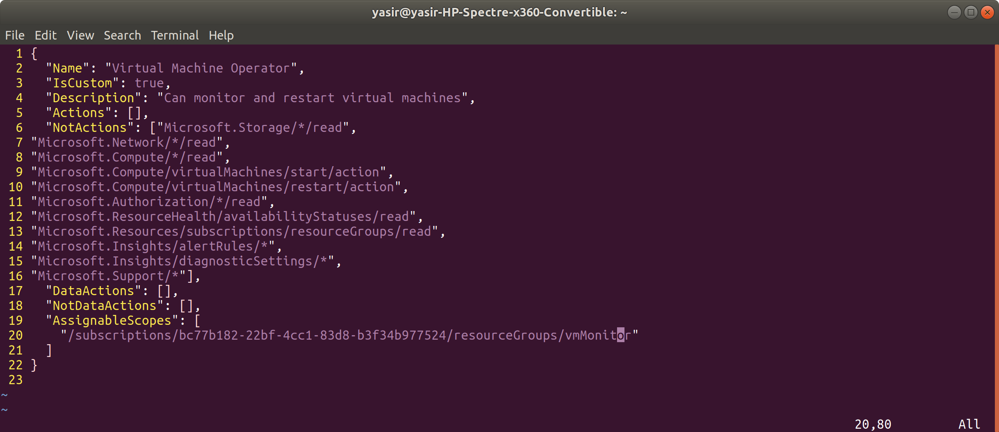 yasir@yasir-HP-Spectre-x360-Convertible: ~
File Edit View Search Terminal Help
1 {
2   "Name": "Virtual Machine Operator",
3   "IsCustom": true,
4   "Description": "Can monitor and restart virtual machines",
5   "Actions": [],
6   "NotActions": ["Microsoft.Storage/*/read",
7 "Microsoft.Network/*/read",
8 "Microsoft.Compute/*/read",
9 "Microsoft.Compute/virtualMachines/start/action",
10 "Microsoft.Compute/virtualMachines/restart/action",
11 "Microsoft.Authorization/*/read",
12 "Microsoft.ResourceHealth/availabilityStatuses/read",
13 "Microsoft.Resources/subscriptions/resourceGroups/read",
14 "Microsoft.Insights/alertRules/*",
15 "Microsoft.Insights/diagnosticSettings/*",
16 "Microsoft.Support/*"],
17   "DataActions": [],
18   "NotDataActions": [],
19   "AssignableScopes": [
20     "/subscriptions/bc77b182-22bf-4cc1-83d8-b3f34b977524/resourceGroups/vmMonitor"
21   ]
22 }
23
~
~
20,80 All